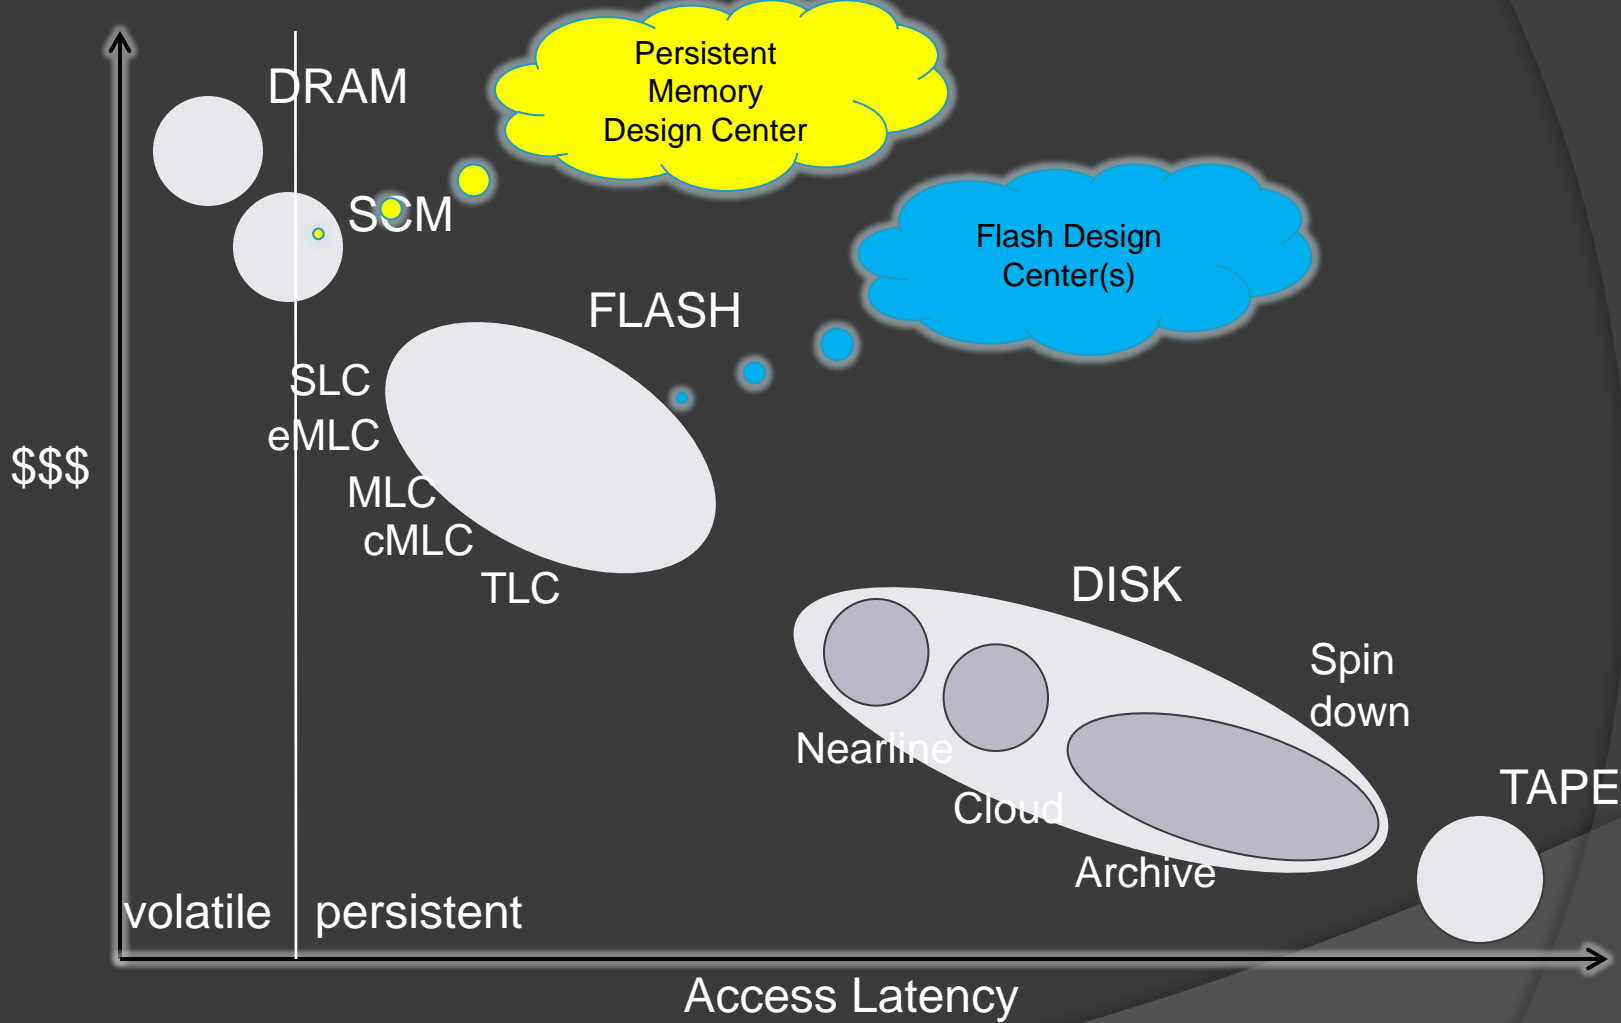 Persistent
Memory
Design Center
DRAM
SCM
Flash Design
Center(s)
FLASH
SLC
eMLC
$$$
MLC
cMLC
TLC
DISK
Spin
down
Nearline
TAPE
Cloud
Archive
volatile
persistent
Access Latency